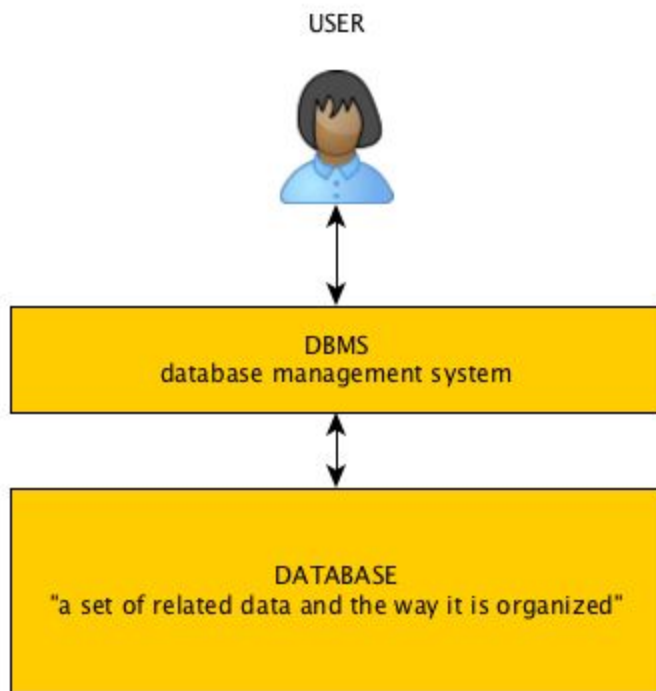 USER
DBMS
database management system
DATABASE
"a set of related data and the way it is organized"